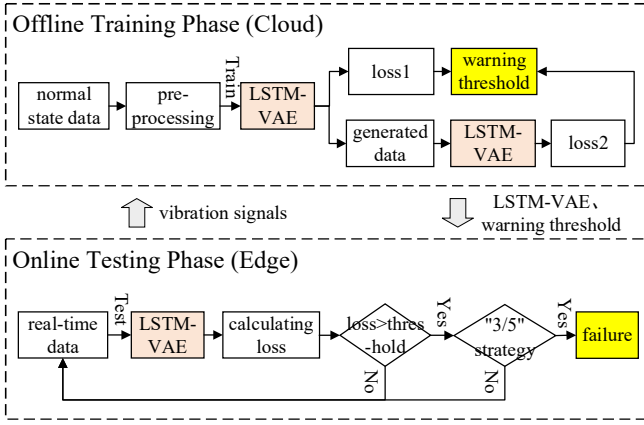 Offline Training Phase (Cloud)
normal
state data
pre-
processing
Train
LSTM-
VAE
loss1
warning
threshold
generated
data
LSTM-
VAE
loss2
vibration signals
LSTM-VAE、
warning threshold
Online Testing Phase (Edge)
real-time
data
Test
LSTM-
VAE
calculating
loss
loss>thres
-hold
Yes
No
"3/5"
strategy
Yes
No
failure